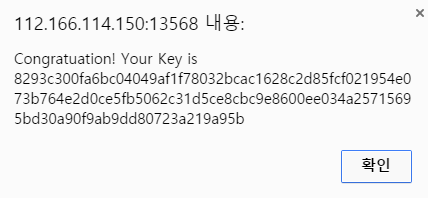 112.166.114.150:13568 내용:
Congratuation! Your Key is
8293c300fa6bc04049af1f78032bcac1628c2d85fcf021954e0
73b764e2d0ce5fb5062c31d5ce8cbc9e8600ee034a2571569
5bd30a90f9ab9dd80723a219a95b
확인